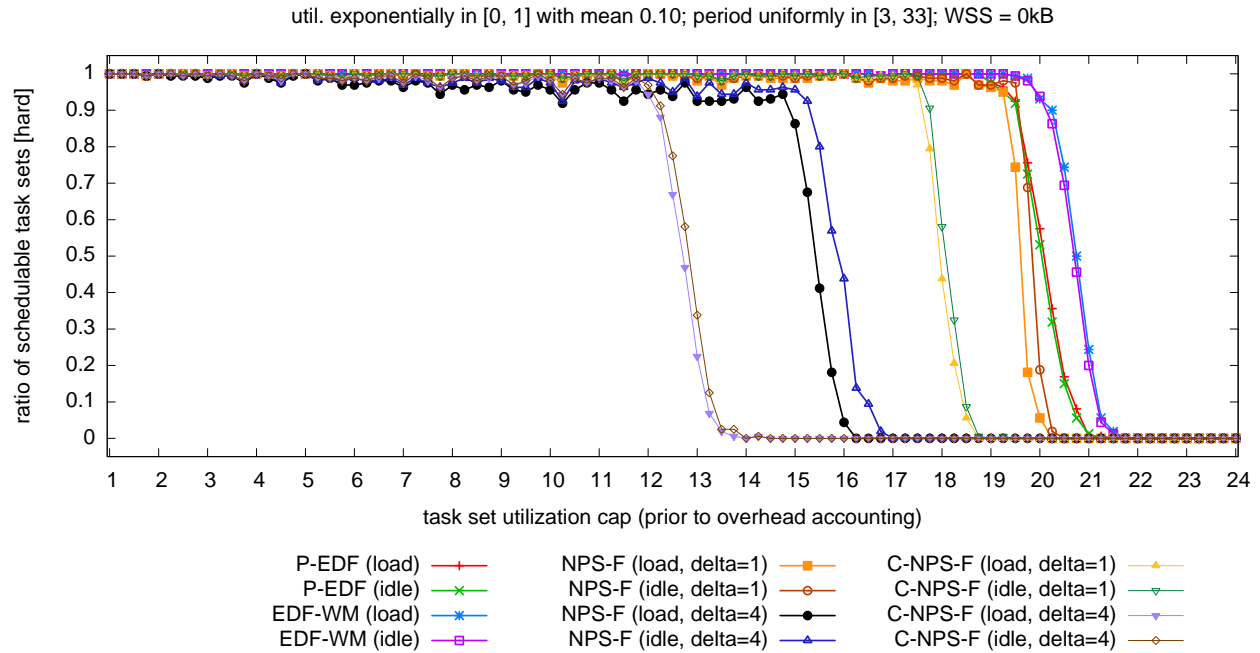 util. exponentially in [0, 1] with mean 0.10; period uniformly in [3, 33]; WSS = 0kB
ratio of schedulable task sets [hard]
1
0.9
0.8
0.7
0.6
0.5
0.4
0.3
0.2
0.1
0
1 2 3 4 5 6 7 8 9 10 11 12 13 14 15 16 17 18 19 20 21 22 23 24
task set utilization cap (prior to overhead accounting)
P-EDF (load) NPS-F (load, delta=1) C-NPS-F (load, delta=1)
P-EDF (idle) NPS-F (idle, delta=1) C-NPS-F (idle, delta=1)
EDF-WM (load) NPS-F (load, delta=4) C-NPS-F (load, delta=4)
EDF-WM (idle) NPS-F (idle, delta=4) C-NPS-F (idle, delta=4)